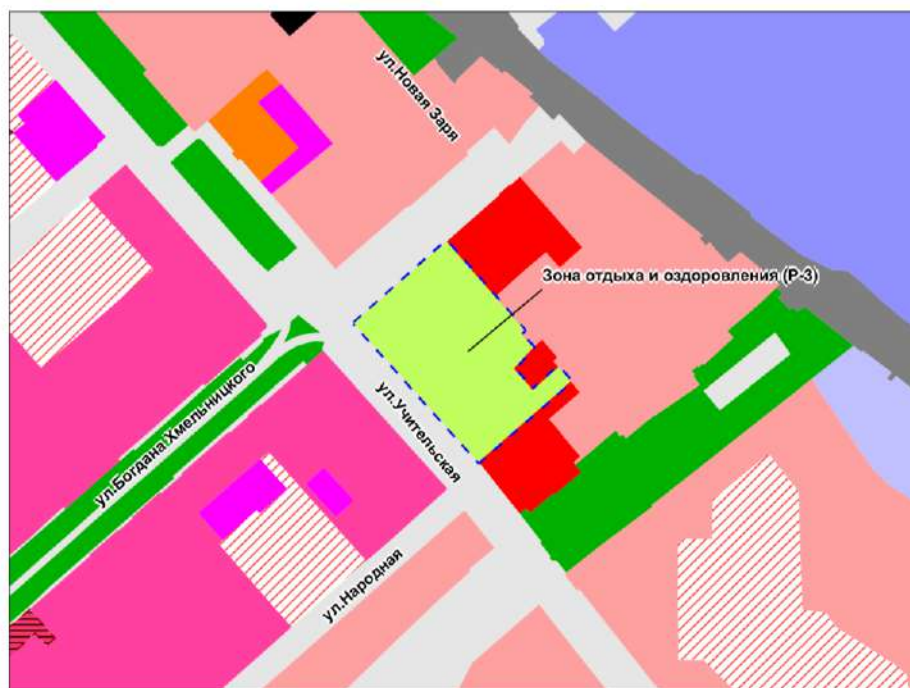 ул.Новая Заря
Зона отдыха и оздоровления (Р-3)
ул.Богдана Хмельницкого
ул.Учительская
ул.Народная